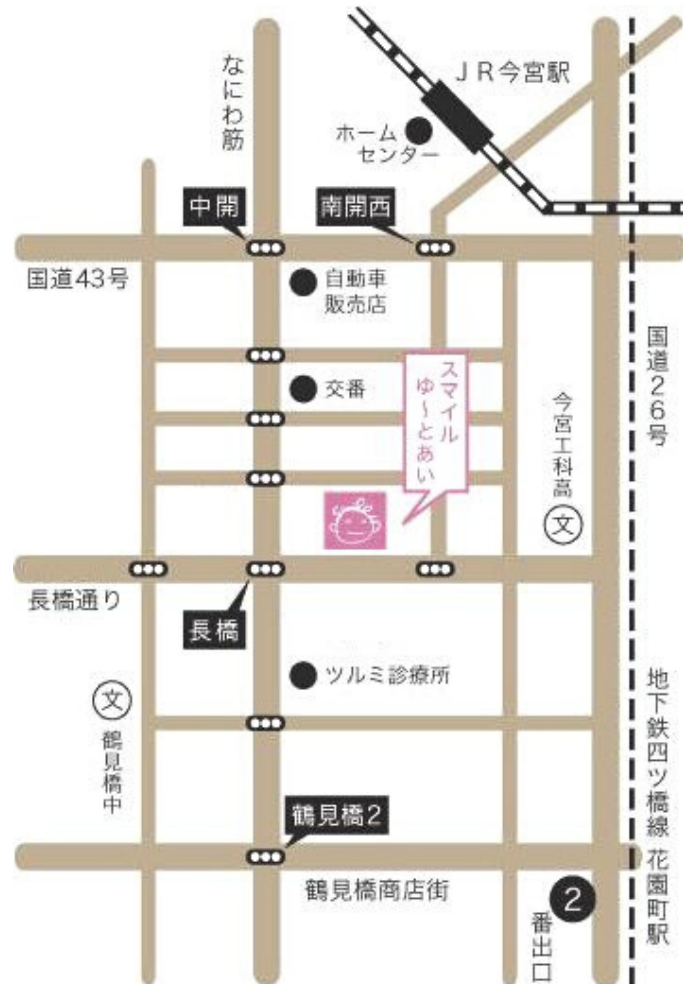 なにわ筋
JR今宮駅
ホーム
センター
中開
南開西
国道43号
自動車
販売店
国道26号
交番
スマイル
ゆ〜とあい
今宮工科高
文
長橋通り
長橋
ツルミ診療所
文
鶴見橋中
地下鉄四ツ橋線 花園町駅
鶴見橋2
鶴見橋商店街
2
番出口